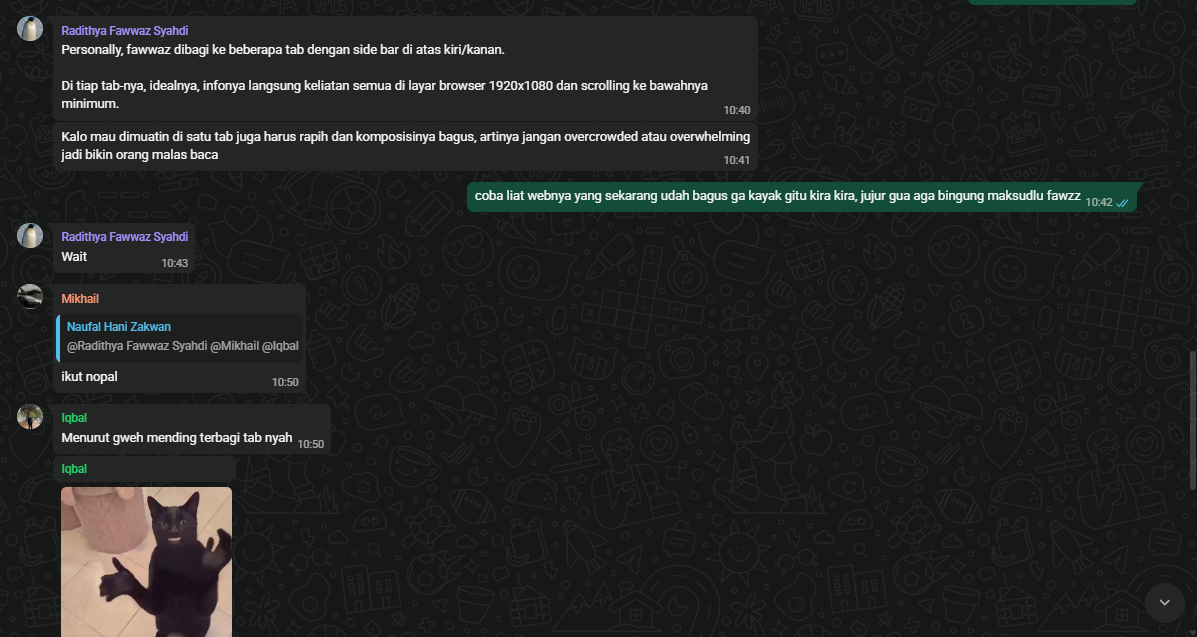 Radithya Fawwaz Syahdi
Personally, fawwaz dibagi ke beberapa tab dengan side bar di atas kiri/kanan.
Di tiap tab-nya, idealnya, infonya langsung keliatan semua di layar browser 1920x1080 dan scrolling ke bawahnya
minimum.
10:40
Kalo mau dimuatin di satu tab juga harus rapih dan komposisinya bagus, artinya jangan overcrowded atau overwhelming
jadi bikin orang malas baca
10:41
coba liat webnya yang sekarang udah bagus ga kayak gitu kira kira, jujur gua aga bingung maksudlu fawzz 10:42
Radithya Fawwaz Syahdi
Wait
10:43
Mikhail
Naufal Hani Zakwan
@Radithya Fawwaz Syahdi @Mikhail @Iqbal
ikut nopal
10:50
Iqbal
Menurut gweh mending terbagi tab nyah 10:50
Iqbal